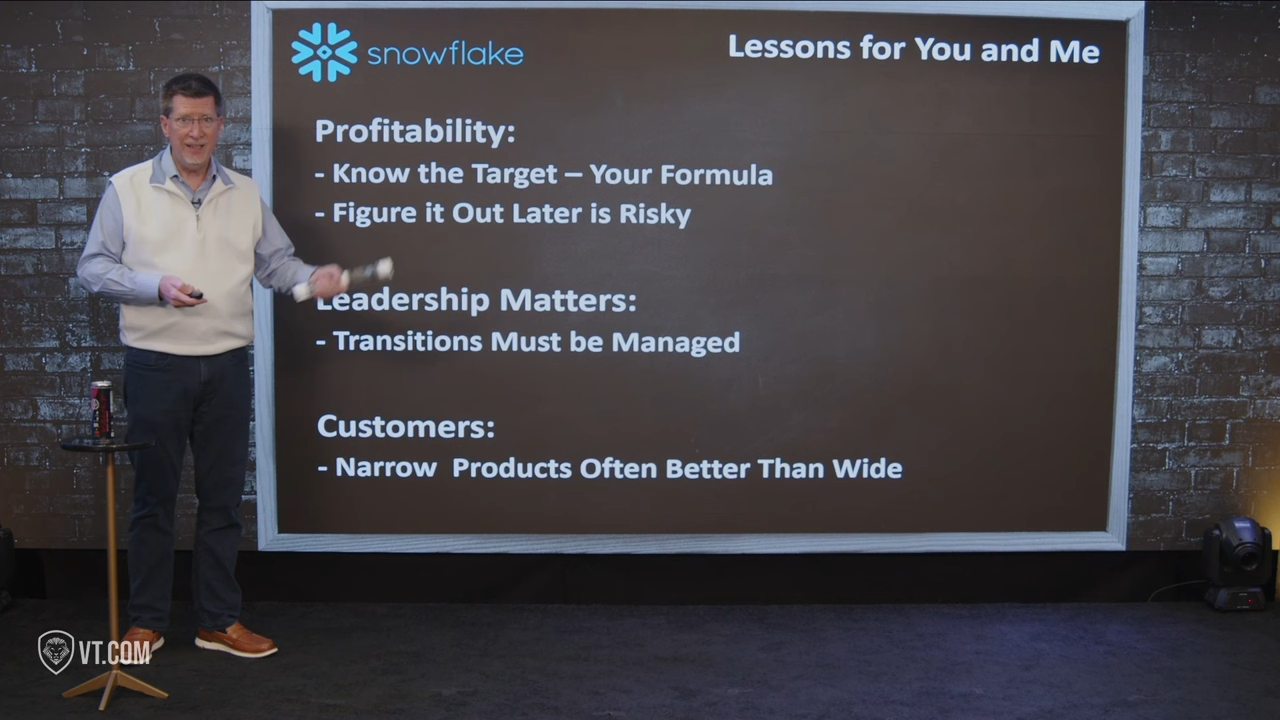 snowflake
Lessons for You and Me
Profitability:
- Know the Target – Your Formula
- Figure it Out Later is Risky
Leadership Matters:
- Transitions Must be Managed
Customers:
- Narrow  Products Often Better Than Wide
VT.COM